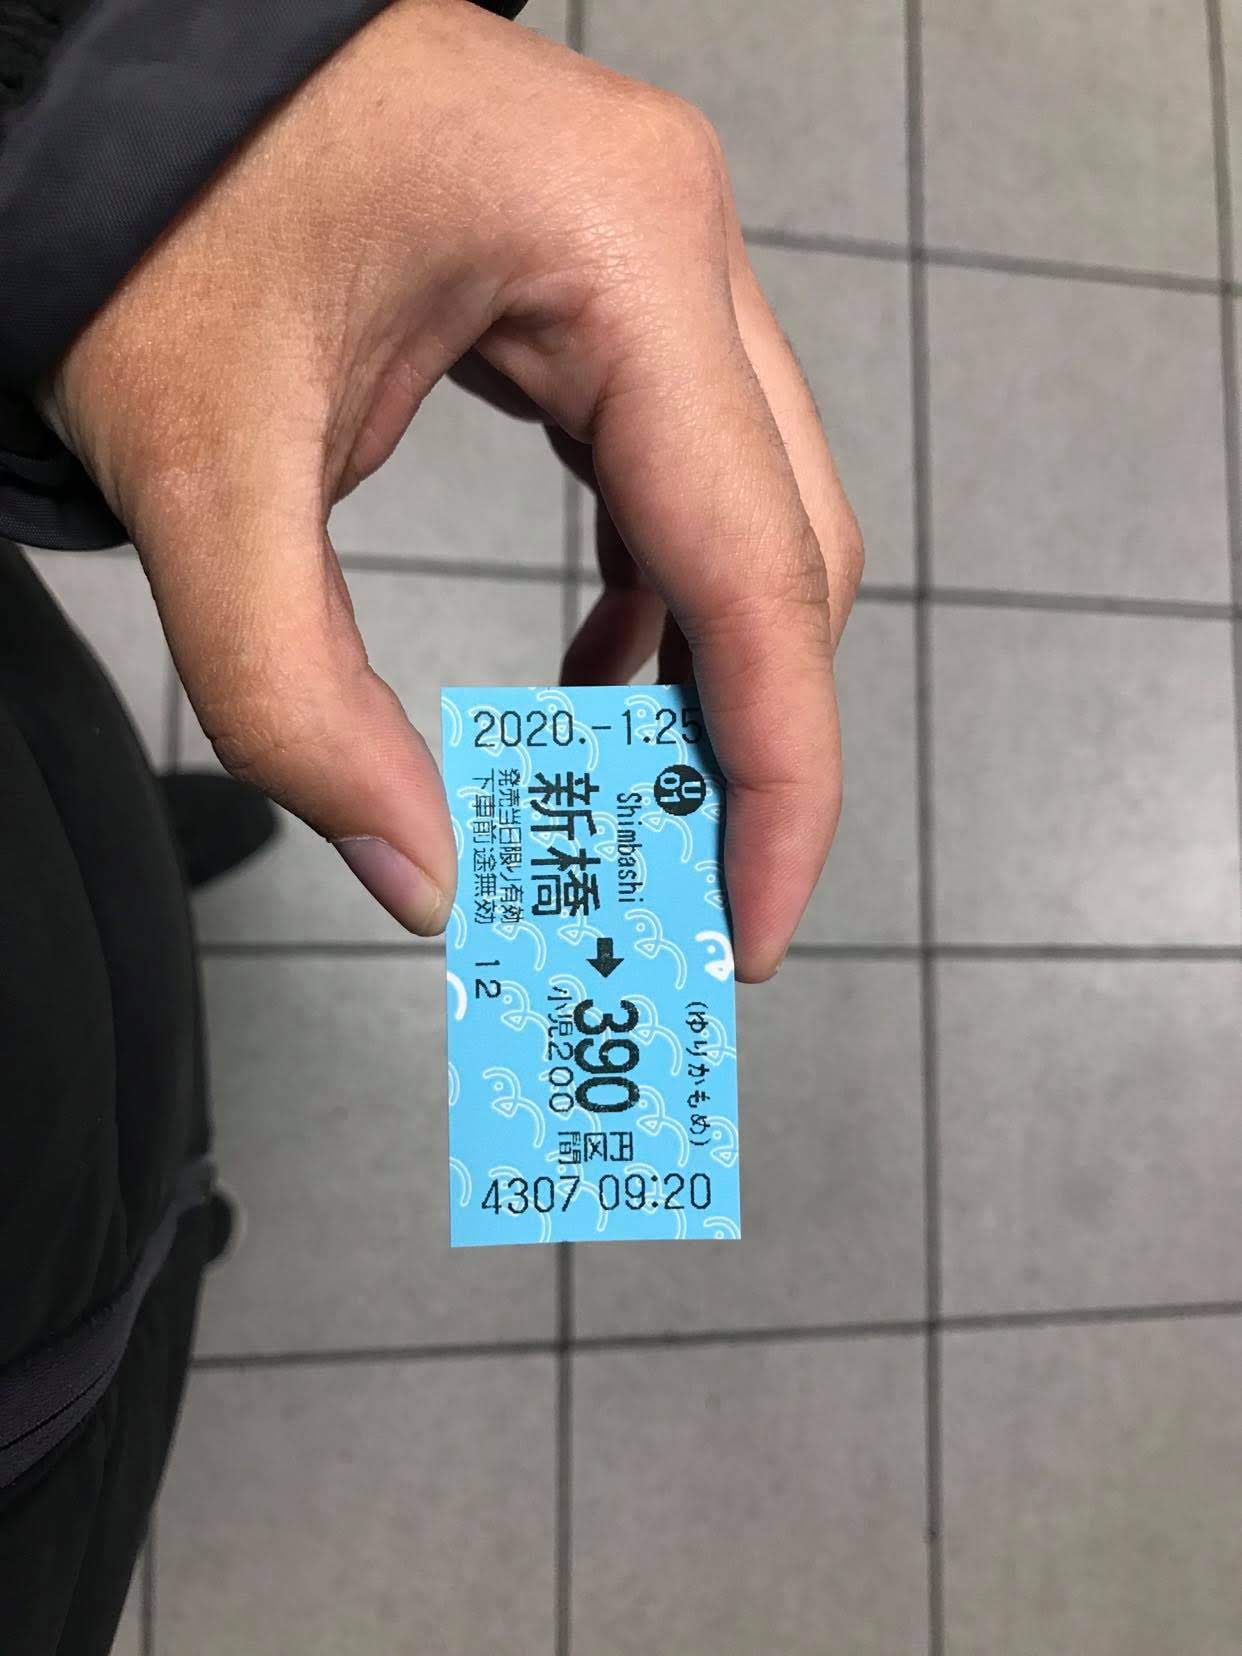 2020.-1.25
U
01
Shimbashi
新橋
発売当日限り有効
下車前途無効
→
(ゆりかもめ)
390円区間
小児200
12
4307 09:20